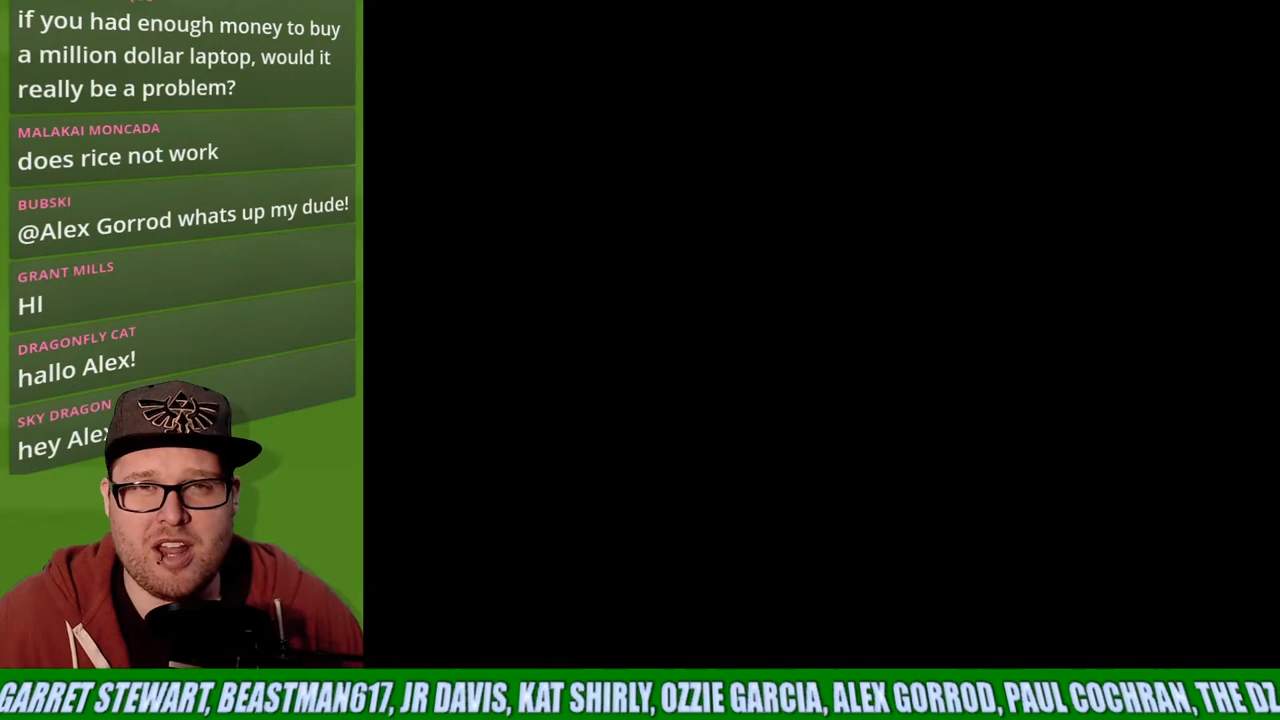 if you had enough money to buy
a million dollar laptop, would it
really be a problem?
MALAKAI MONCADA
does rice not work
BUBSKI
@Alex Gorrod whats up my dude!
GRANT MILLS
HI
DRAGONFLY CAT
hallo Alex!
SKY DRAGON
hey Alex
GARRET STEWART, BEASTMAN617, JR DAVIS, KAT SHIRLY, OZZIE GARCIA, ALEX GORROD, PAUL COCHRAN, THE DZ